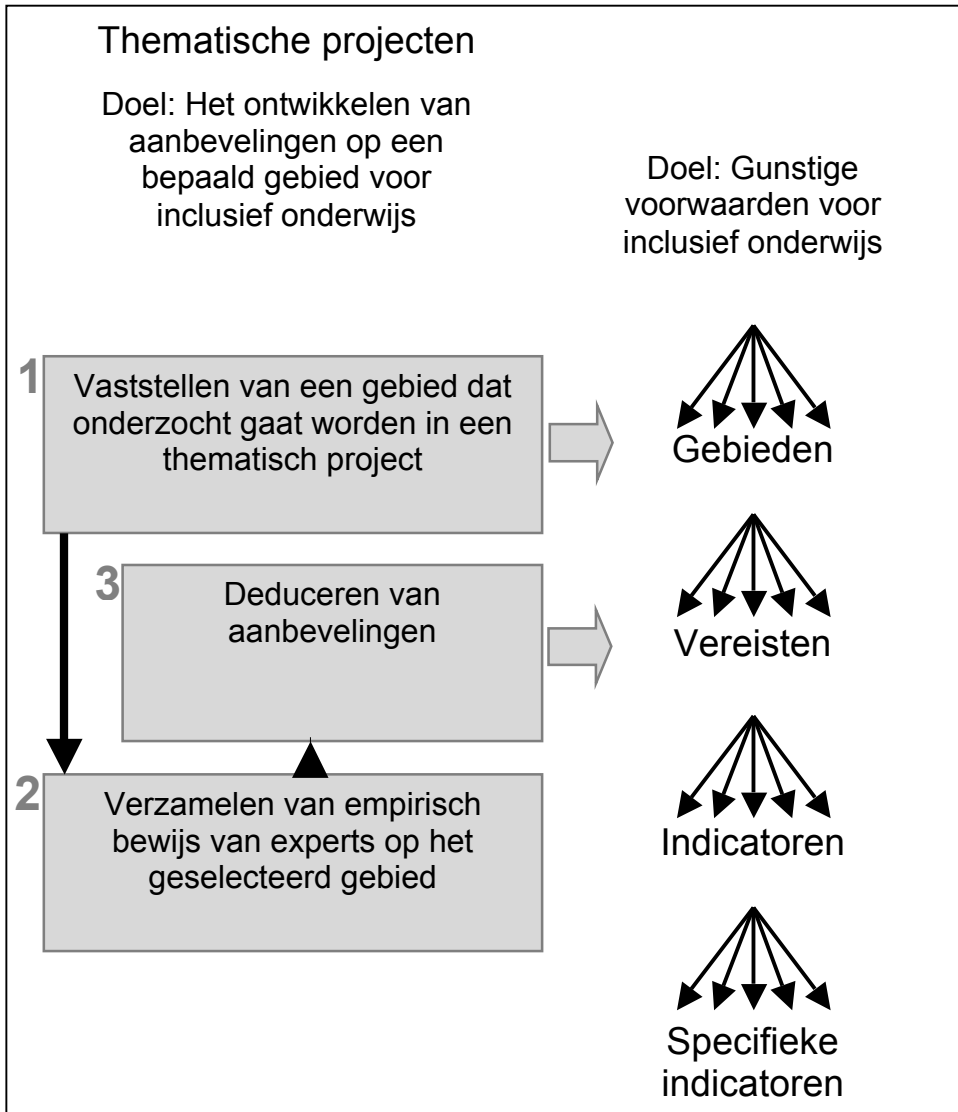 Thematische projecten
Doel: Het ontwikkelen van
aanbevelingen op een
bepaald gebied voor
inclusief onderwijs
Doel: Gunstige
voorwaarden voor
inclusief onderwijs
1
Vaststellen van een gebied dat
onderzocht gaat worden in een
thematisch project
Gebieden
3
Deduceren van
aanbevelingen
Vereisten
2
Verzamelen van empirisch
bewijs van experts op het
geselecteerd gebied
Indicatoren
Specifieke
indicatoren